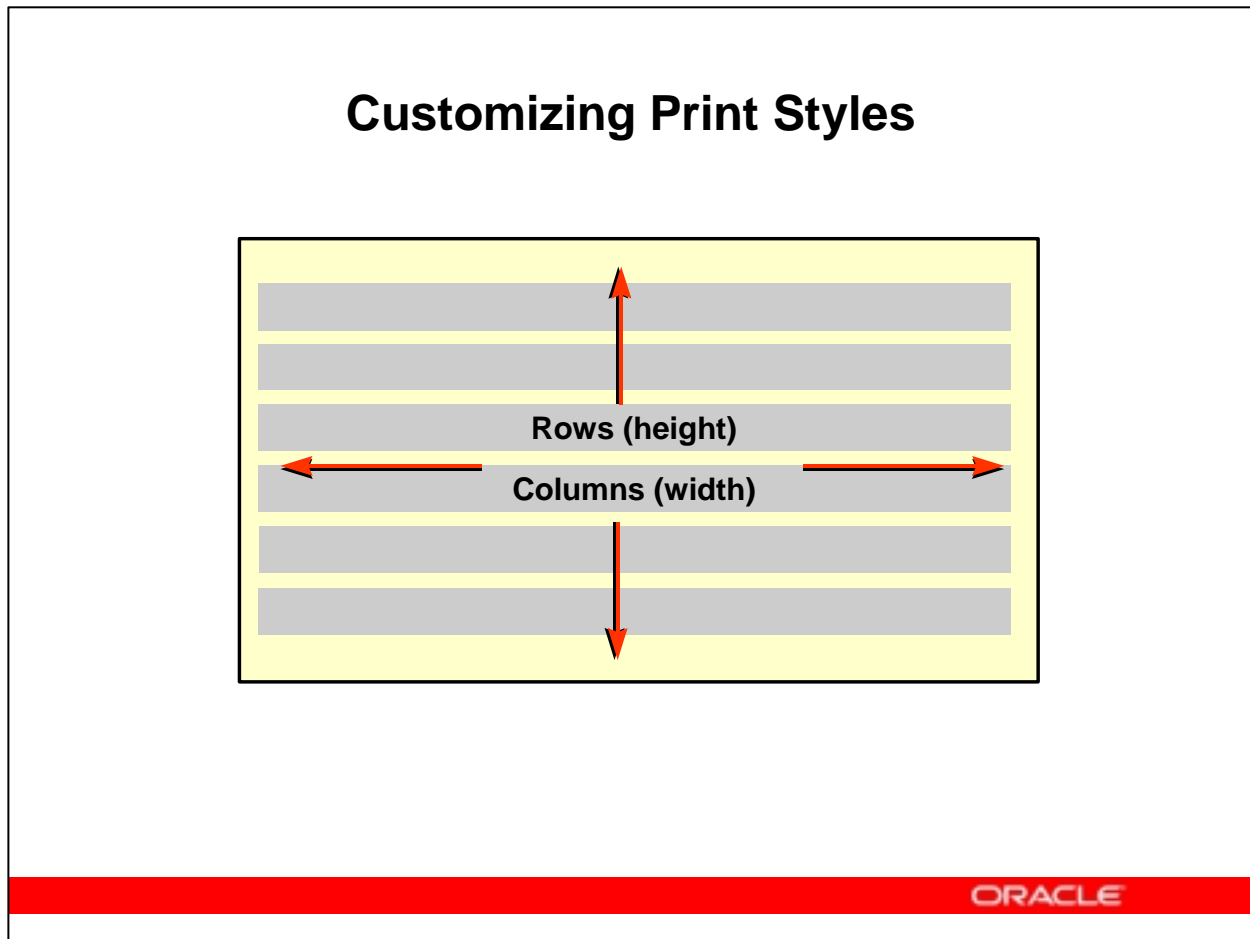 Customizing Print Styles
Rows (height)
Columns (width)
ORACLE